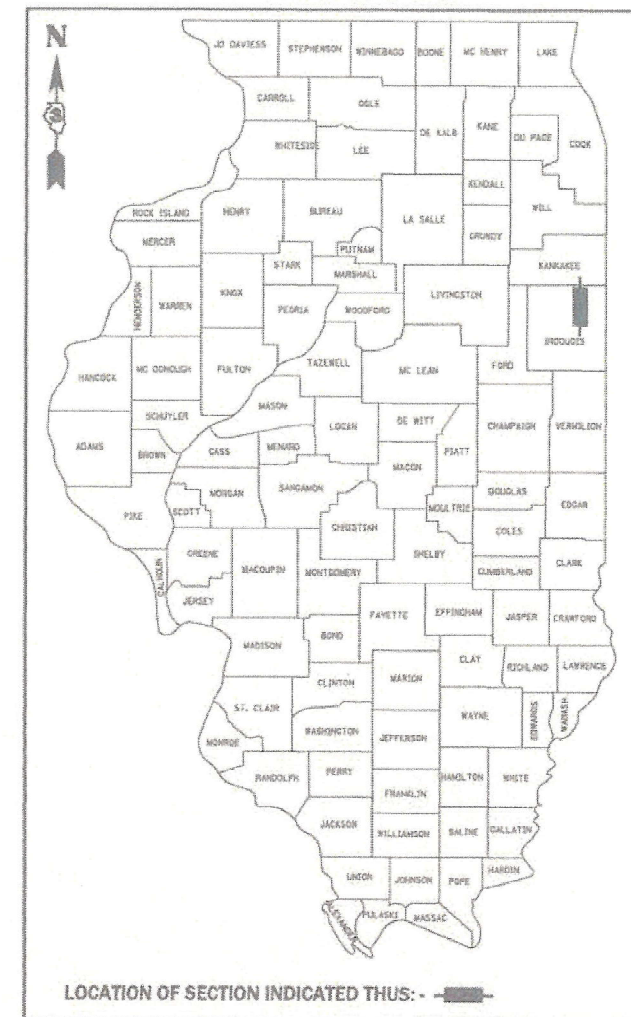 N
JO DAVIESS STEPHENSON WINNEBAGO BOONE MC HENRY LAKE
CARROLL OGLE DE KALB KANE DU PAGE COOK
WHITESIDE LEE
KENDALL WILL
ROCK ISLAND HENRY BUREAU LA SALLE GRUNDY
MERCER PUTNAM KANKAKEE
STARK MARSHALL
HENDERSON WARREN KNOX PEORIA WOODFORD LIVINGSTON
IROQUOIS
HANCOCK MC DONOUGH FULTON TAZEWELL MC LEAN FORD
SCHUYLER MASON LOGAN DE WITT CHAMPAIGN VERMILION
ADAMS BROWN CASS MENARD MACON PIATT
MORGAN SANGAMON DOUGLAS EDGAR
PIKE SCOTT CHRISTIAN MOULTRIE COLES
CALHOUN GREENE MACOUPIN MONTGOMERY SHELBY CUMBERLAND CLARK
JERSEY FAYETTE EFFINGHAM JASPER CRAWFORD
MADISON BOND CLAY RICHLAND LAWRENCE
CLINTON MARION
ST. CLAIR WAYNE EDWARDS WABASH
MONROE WASHINGTON JEFFERSON
RANDOLPH PERRY HAMILTON WHITE
FRANKLIN
JACKSON WILLIAMSON SALINE GALLATIN
UNION JOHNSON POPE HARDIN
ALEXANDER PULASKI MASSAC
LOCATION OF SECTION INDICATED THUS: -